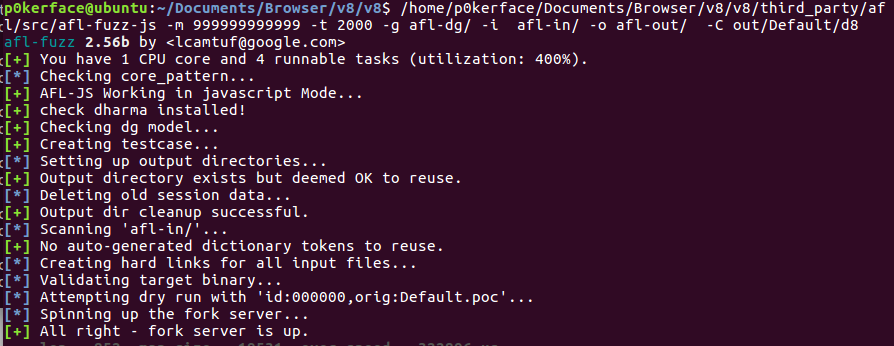 p0kerface@ubuntu:~/Documents/Browser/v8/v8$ /home/p0kerface/Documents/Browser/v8/v8/third_party/af
l/src/afl-fuzz-js -m 999999999999 -t 2000 -g afl-dg/ -i  afl-in/ -o afl-out/  -C out/Default/d8
afl-fuzz 2.56b by <lcamtuf@google.com>
[+] You have 1 CPU core and 4 runnable tasks (utilization: 400%).
[*] Checking core_pattern...
[+] AFL-JS Working in javascript Mode...
[+] check dharma installed!
[+] Checking dg model...
[+] Creating testcase...
[*] Setting up output directories...
[+] Output directory exists but deemed OK to reuse.
[*] Deleting old session data...
[+] Output dir cleanup successful.
[*] Scanning 'afl-in/'...
[+] No auto-generated dictionary tokens to reuse.
[*] Creating hard links for all input files...
[*] Validating target binary...
[*] Attempting dry run with 'id:000000,orig:Default.poc'...
[*] Spinning up the fork server...
[+] All right - fork server is up.